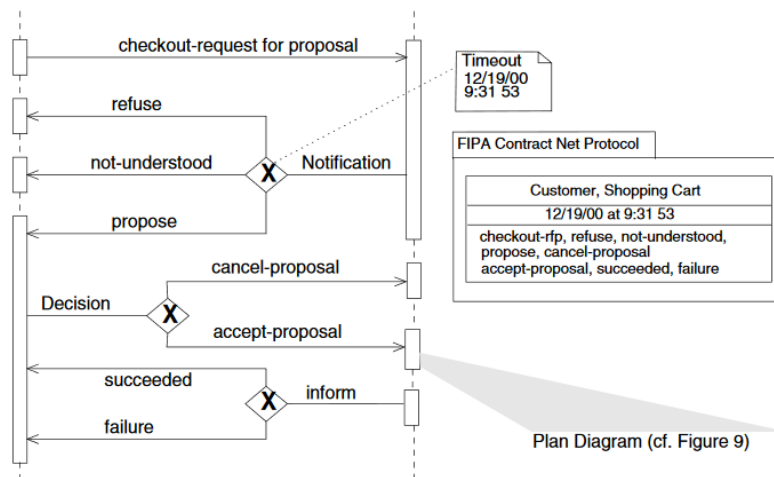 checkout-request for proposal
Timeout
12/19/00
9:31 53
refuse
FIPA Contract Net Protocol
not-understood
X
Notification
Customer, Shopping Cart
12/19/00 at 9:31 53
checkout-rfp, refuse, not-understood,
propose, cancel-proposal
accept-proposal, succeeded, failure
propose
cancel-proposal
Decision
X
accept-proposal
succeeded
X
inform
failure
Plan Diagram (cf. Figure 9)